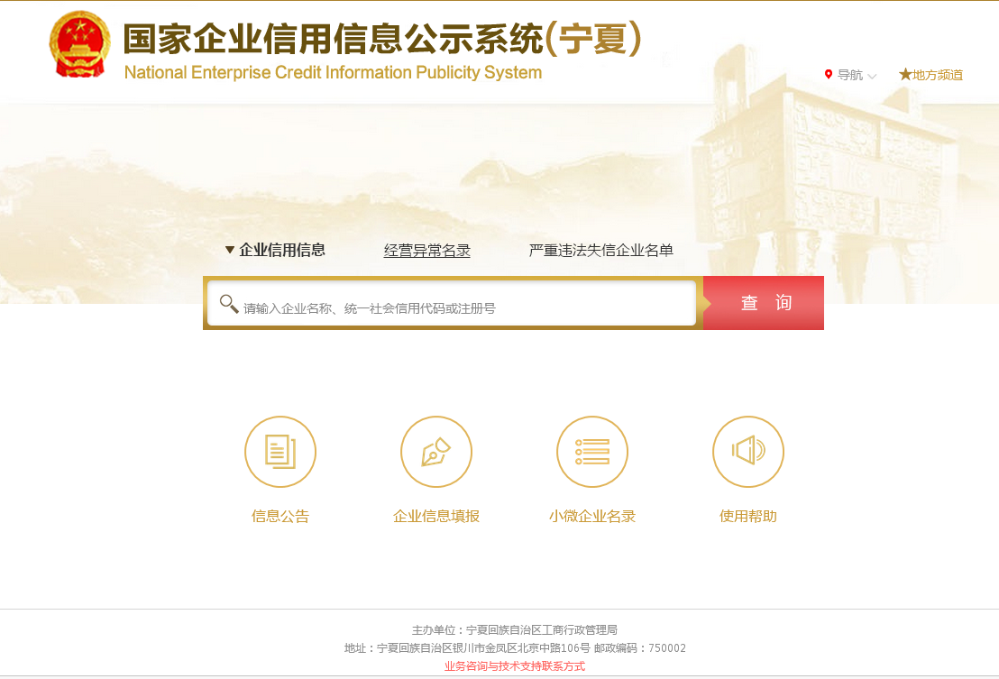 国家企业信用信息公示系统(宁夏)
National Enterprise Credit Information Publicity System
导航 ★地方频道
企业信用信息 经营异常名录 严重违法失信企业名单
请输入企业名称、统一社会信用代码或注册号 查 询
信息公告 企业信息填报 小微企业名录 使用帮助
主办单位：宁夏回族自治区工商行政管理局
地址：宁夏回族自治区银川市金凤区北京中路106号 邮政编码：750002
业务咨询与技术支持联系方式